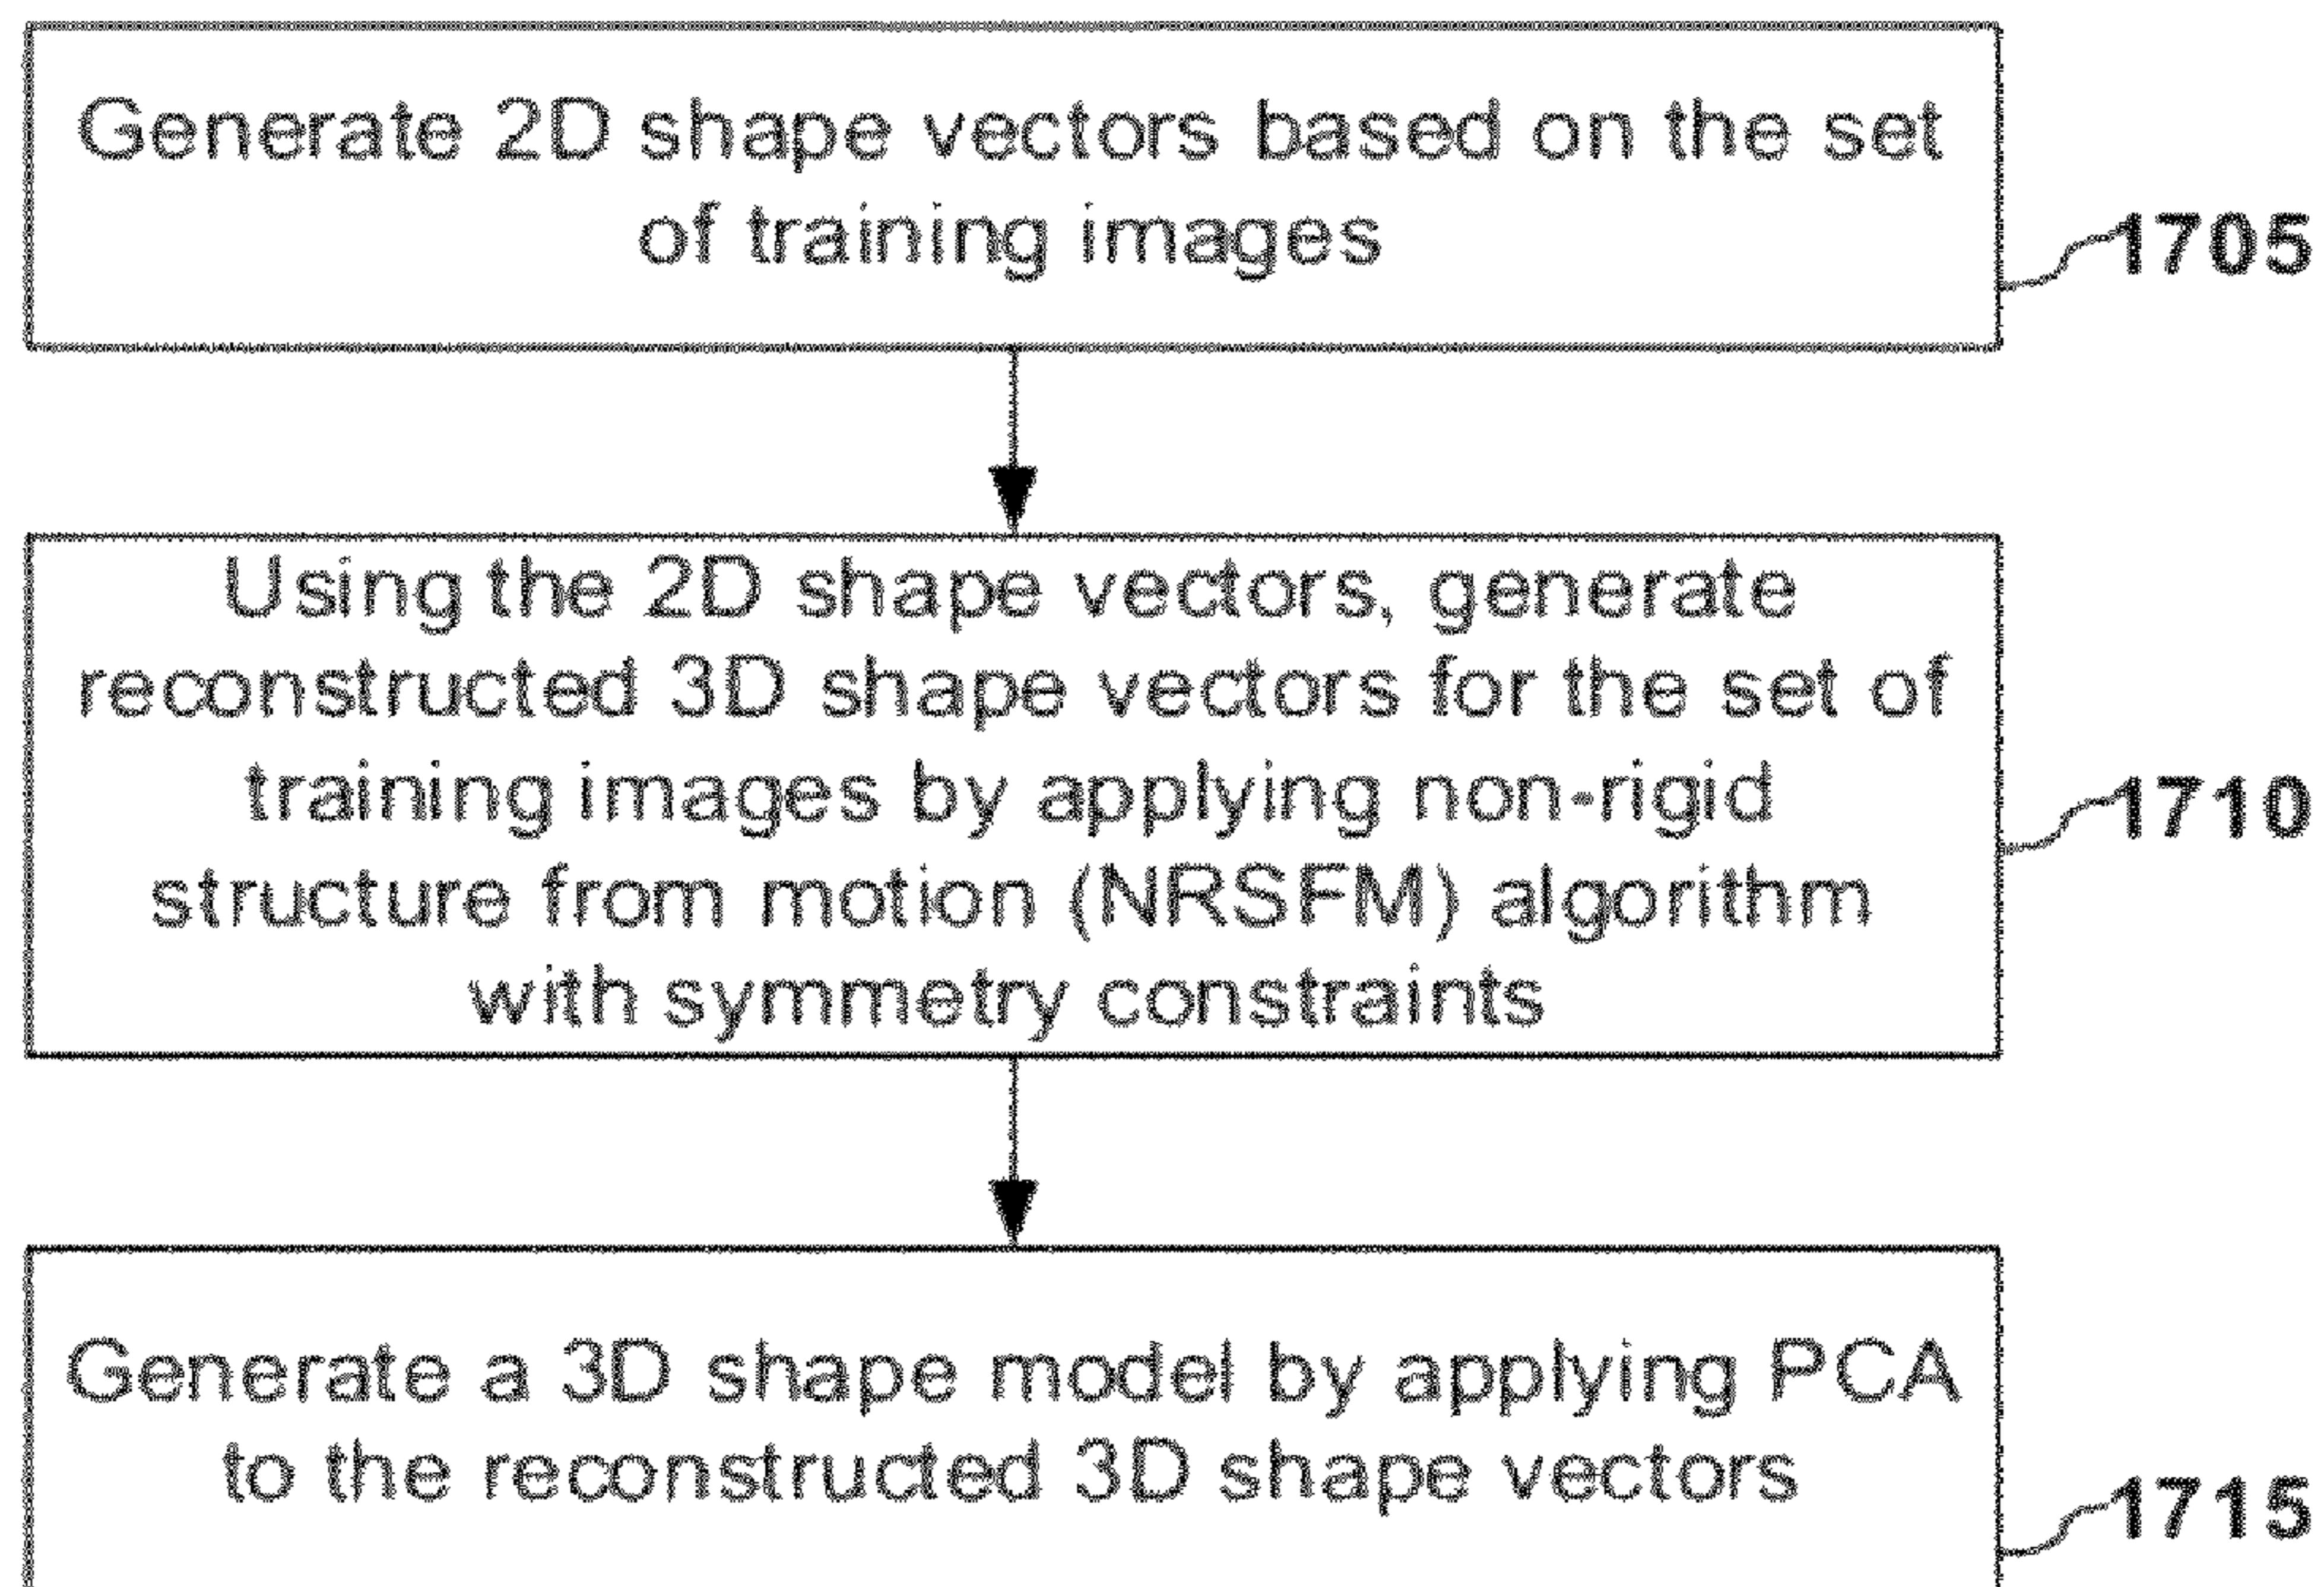 Generate 2D shape vectors based on the set
of training images
1705
Using the 2D shape vectors, generate
reconstructed 3D shape vectors for the set of
training images by applying non-rigid
structure from motion (NRSFM) algorithm
with symmetry constraints
1710
Generate a 3D shape model by applying PCA
to the reconstructed 3D shape vectors
1715